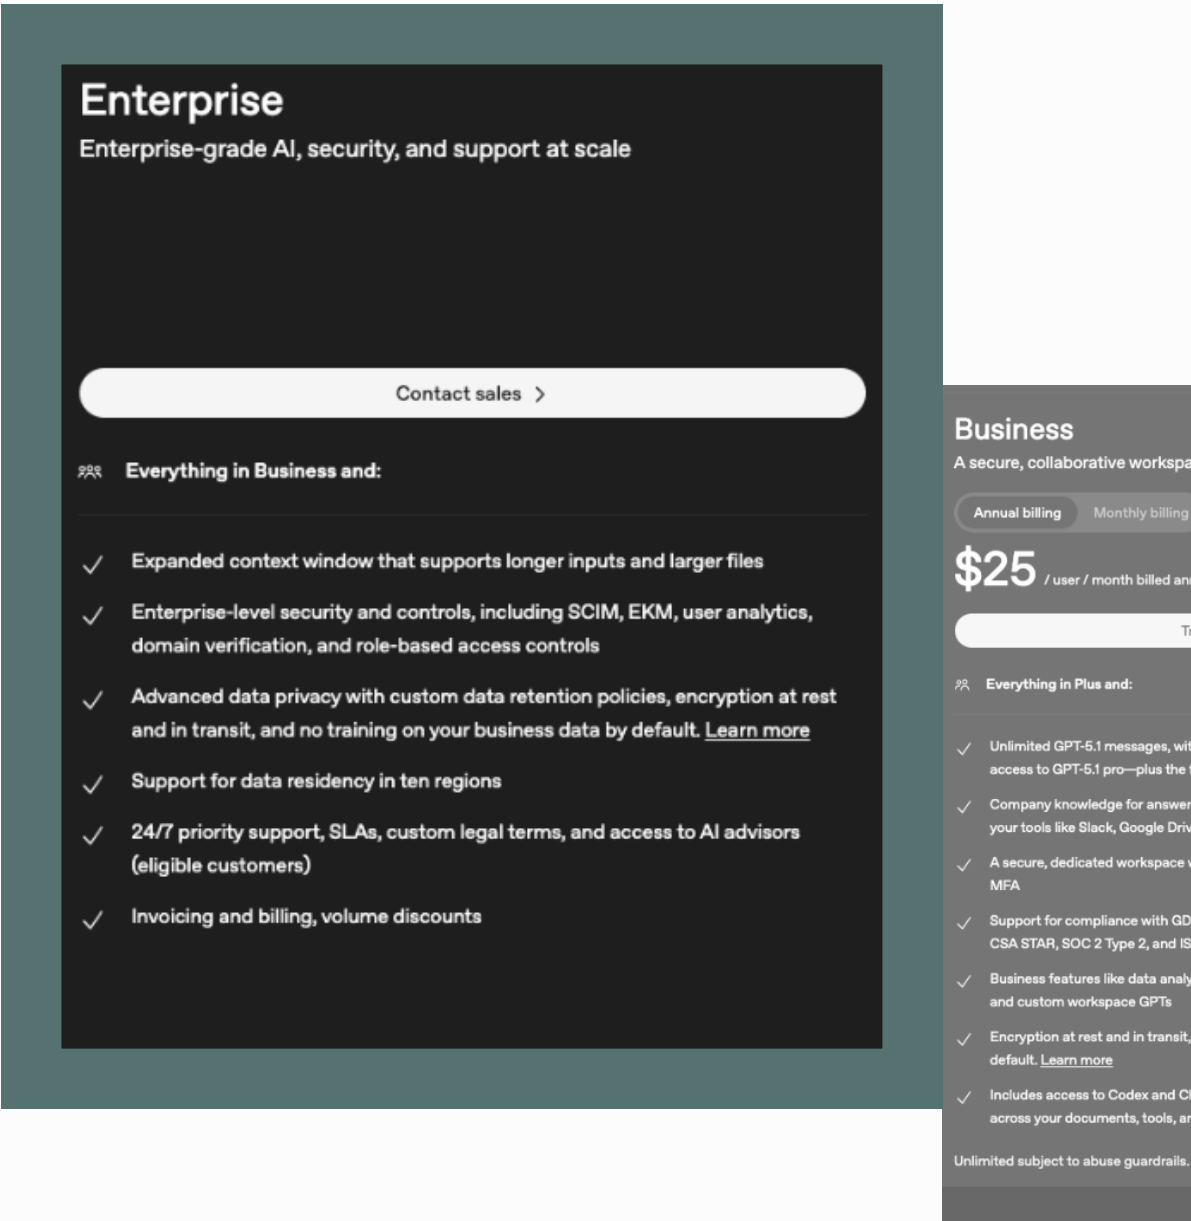 Enterprise
Enterprise-grade AI, security, and support at scale
Contact sales
Everything in Business and:
Expanded context window that supports longer inputs and larger files
Enterprise-level security and controls, including SCIM, EKM, user analytics,
domain verification, and role-based access controls
Advanced data privacy with custom data retention policies, encryption at rest
and in transit, and no training on your business data by default. Learn more
Support for data residency in ten regions
24/7 priority support, SLAs, custom legal terms, and access to AI advisors
(eligible customers)
Invoicing and billing, volume discounts
Business
A secure, collaborative
Annual billing Monthly billing
$25 / user / month billed
Everything in Plus and:
Unlimited GPT-5.1 messages,
access to GPT-5.1 pro—plus the
Company knowledge for
your tools like Slack, Google
A secure, dedicated workspace
MFA
Support for compliance with
CSA STAR, SOC 2 Type 2, and
Business features like data
and custom workspace GPTs
Encryption at rest and in transit,
default. Learn more
Includes access to Codex and
across your documents, tools,
Unlimited subject to abuse guardrails.